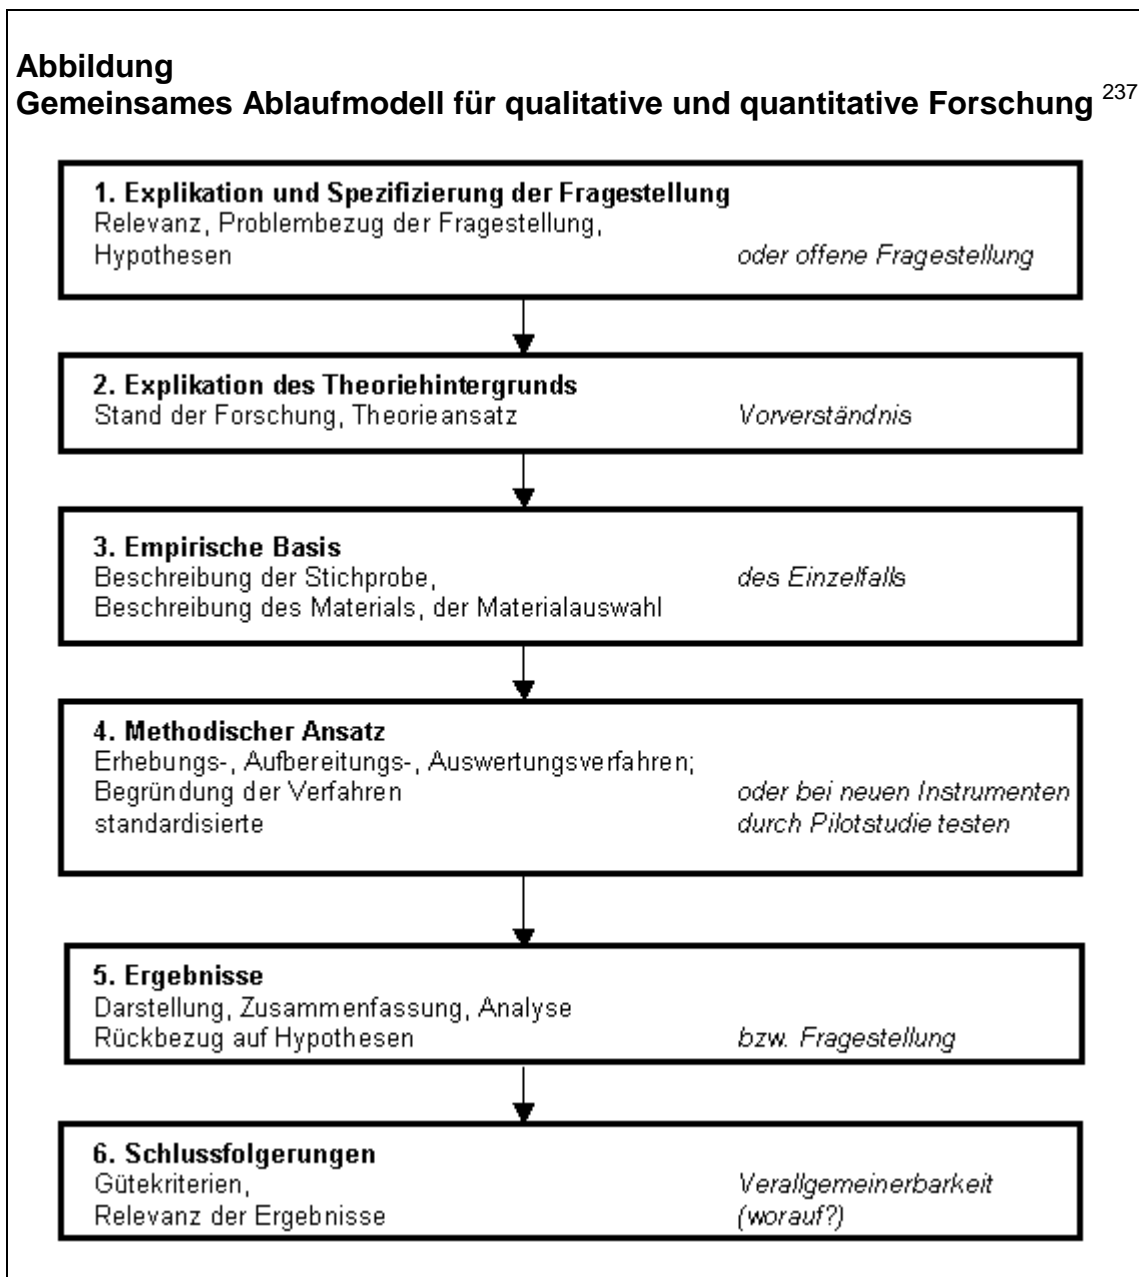 Abbildung
Gemeinsames Ablaufmodell für qualitative und quantitative Forschung 237
1. Explikation und Spezifizierung der Fragestellung
Relevanz, Problembezug der Fragestellung,
Hypothesen oder offene Fragestellung
2. Explikation des Theoriehintergrunds
Stand der Forschung, Theorieansatz Vorverständnis
3. Empirische Basis
Beschreibung der Stichprobe, des Einzelfalls
Beschreibung des Materials, der Materialauswahl
4. Methodischer Ansatz
Erhebungs-, Aufbereitungs-, Auswertungsverfahren;
Begründung der Verfahren oder bei neuen Instrumenten
standardisierte durch Pilotstudie testen
5. Ergebnisse
Darstellung, Zusammenfassung, Analyse
Rückbezug auf Hypothesen bzw. Fragestellung
6. Schlussfolgerungen
Gütekriterien, Verallgemeinerbarkeit
Relevanz der Ergebnisse (worauf?)